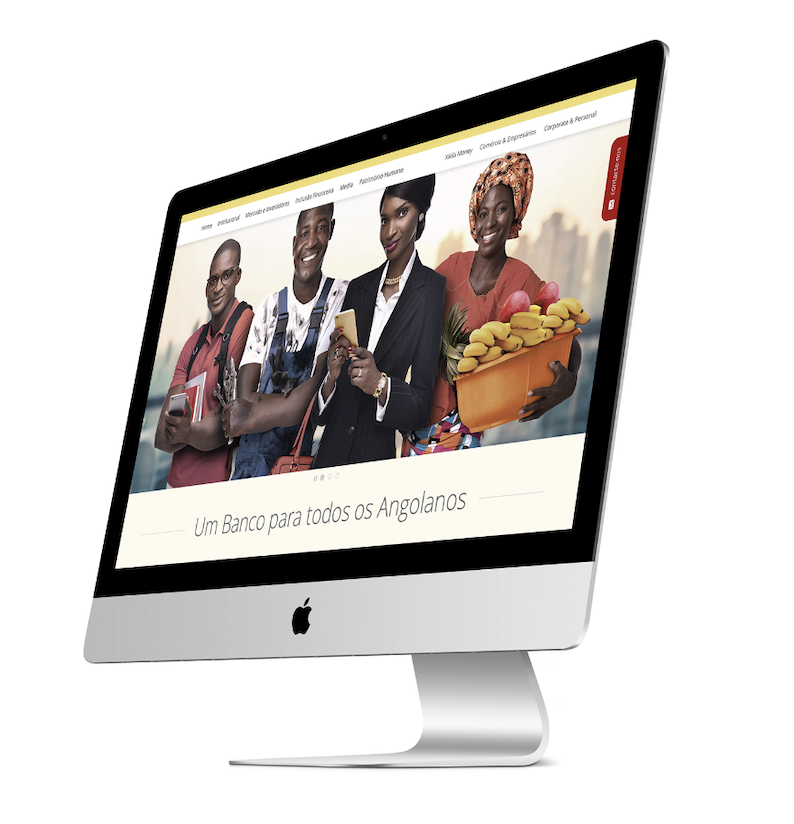 Home Institucional Mercado e Investidores Inclusão Financeira Media Património Humano Xikila Money Comércio & Empresários Corporate & Personal
contacte-nos
Um Banco para todos os Angolanos